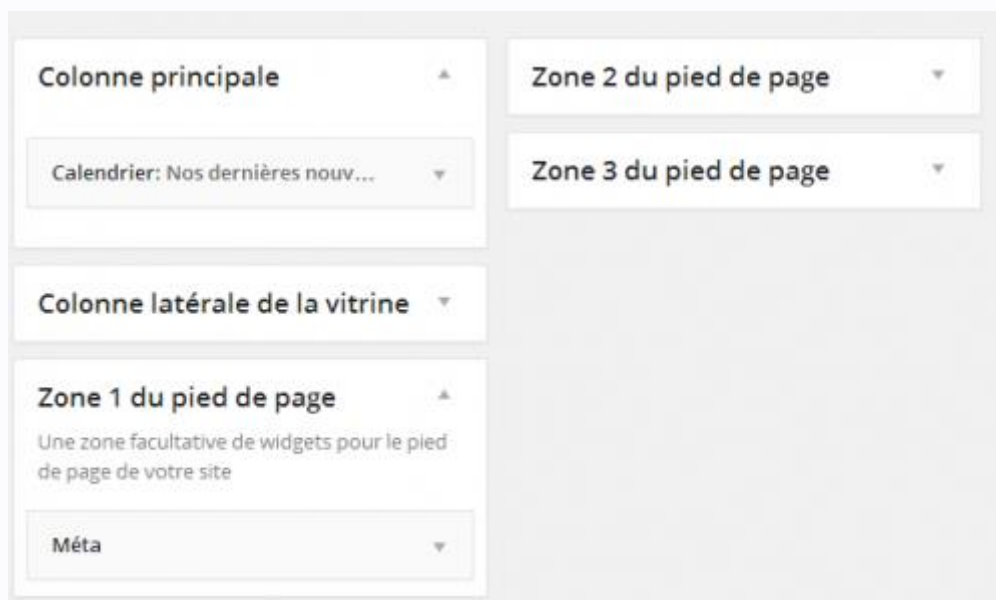 Colonne principale
Calendrier: Nos dernières nouv...
Colonne latérale de la vitrine
Zone 1 du pied de page
Une zone facultative de widgets pour le pied
de page de votre site
Méta
Zone 2 du pied de page
Zone 3 du pied de page